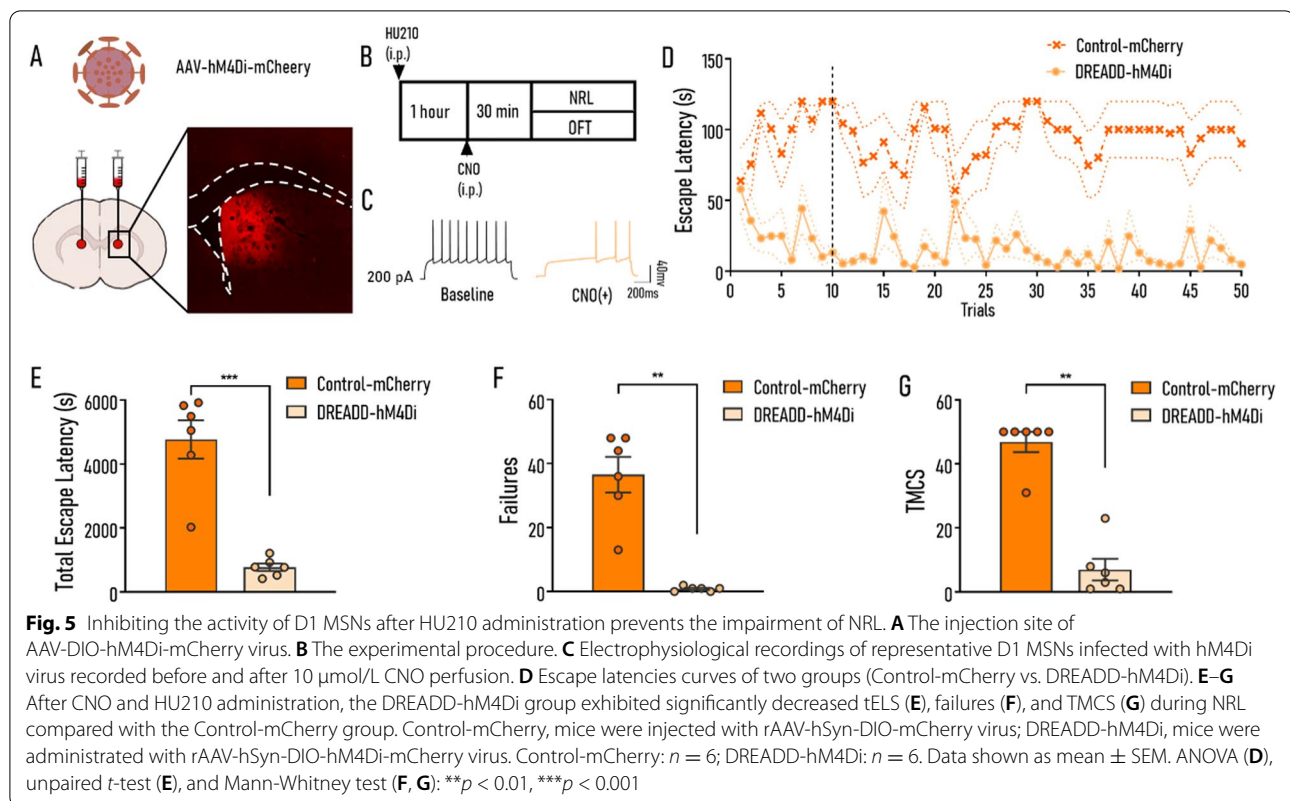 A
AAV-hM4Di-mCheery
B
HU210
(i.p.)
1 hour
30 min
NRL
OFT
CNO
(i.p.)
C
200 pA
Baseline
CNO(+)
40mv
200ms
D
Control-mCherry
DREADD-hM4Di
Escape Latency (s)
150
100
50
0
0 5 10 15 20 25 30 35 40 45 50
Trials
E
Control-mCherry
DREADD-hM4Di
***
Total Escape Latency (s)
6000
4000
2000
0
F
Control-mCherry
DREADD-hM4Di
**
Failures
60
40
20
0
G
Control-mCherry
DREADD-hM4Di
**
TMCS
60
40
20
0
Fig. 5 Inhibiting the activity of D1 MSNs after HU210 administration prevents the impairment of NRL. A The injection site of
AAV-DIO-hM4Di-mCherry virus. B The experimental procedure. C Electrophysiological recordings of representative D1 MSNs infected with hM4Di
virus recorded before and after 10 μmol/L CNO perfusion. D Escape latencies curves of two groups (Control-mCherry vs. DREADD-hM4Di). E–G
After CNO and HU210 administration, the DREADD-hM4Di group exhibited significantly decreased tELS (E), failures (F), and TMCS (G) during NRL
compared with the Control-mCherry group. Control-mCherry, mice were injected with rAAV-hSyn-DIO-mCherry virus; DREADD-hM4Di, mice were
administrated with rAAV-hSyn-DIO-hM4Di-mCherry virus. Control-mCherry: n = 6; DREADD-hM4Di: n = 6. Data shown as mean ± SEM. ANOVA (D),
unpaired t-test (E), and Mann-Whitney test (F, G): **p < 0.01, ***p < 0.001